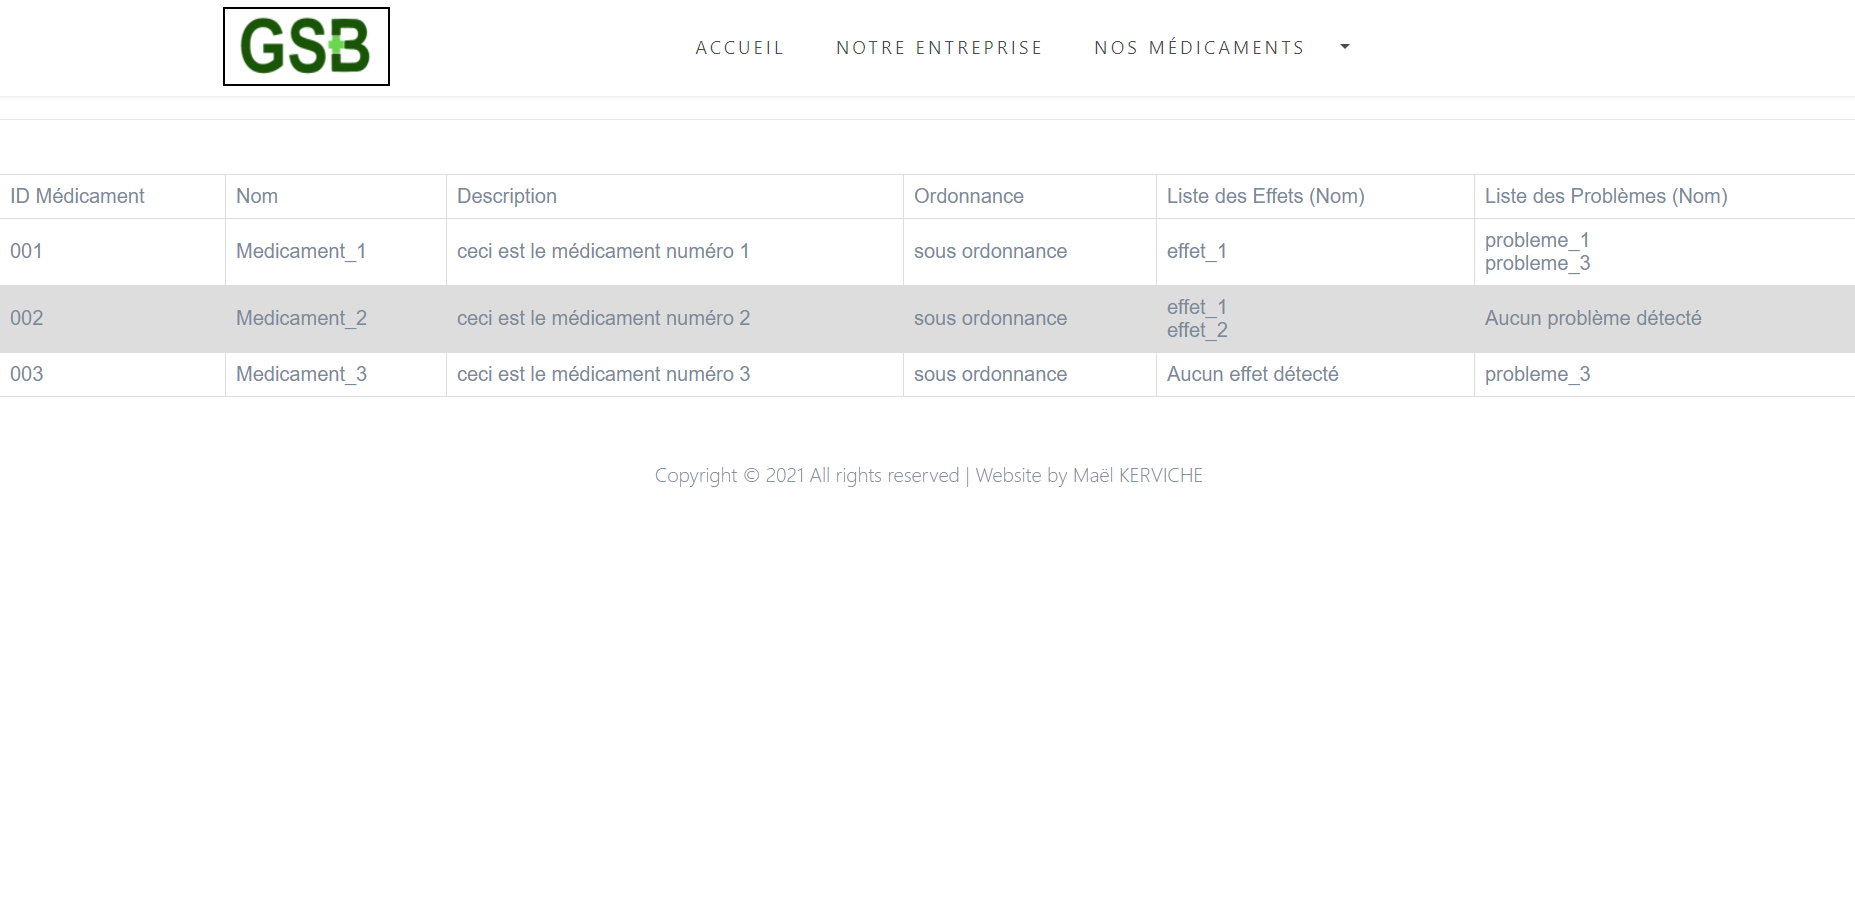 GSB
ACCUEIL NOTRE ENTREPRISE NOS MÉDICAMENTS
ID Médicament Nom Description Ordonnance Liste des Effets (Nom) Liste des Problèmes (Nom)
001 Medicament_1 ceci est le médicament numéro 1 sous ordonnance effet_1 probleme_1
probleme_3
002 Medicament_2 ceci est le médicament numéro 2 sous ordonnance effet_1
effet_2 Aucun problème détecté
003 Medicament_3 ceci est le médicament numéro 3 sous ordonnance Aucun effet détecté probleme_3
Copyright © 2021 All rights reserved | Website by Maël KERVICHE